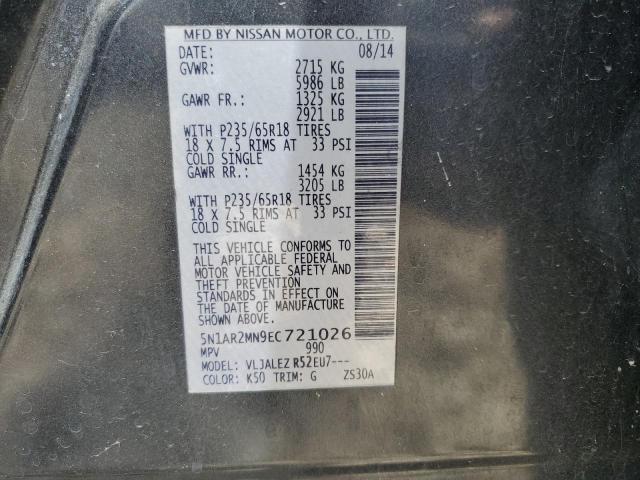 MFD BY NISSAN MOTOR CO., LTD.
DATE: 08/14
GVWR: 2715 KG
5986 LB
GAWR FR.: 1325 KG
2921 LB
WITH P235/65R18 TIRES
18 X 7.5 RIMS AT 33 PSI
COLD SINGLE
GAWR RR.: 1454 KG
3205 LB
WITH P235/65R18 TIRES
18 X 7.5 RIMS AT 33 PSI
COLD SINGLE
THIS VEHICLE CONFORMS TO
ALL APPLICABLE FEDERAL
MOTOR VEHICLE SAFETY AND
THEFT PREVENTION
STANDARDS IN EFFECT ON
THE DATE OF MANUFACTURE
SHOWN ABOVE.
5N1AR2MN9EC721026
MPV 990
MODEL: VLJALEZ R52EU7---
COLOR: K50 TRIM: G ZS30A